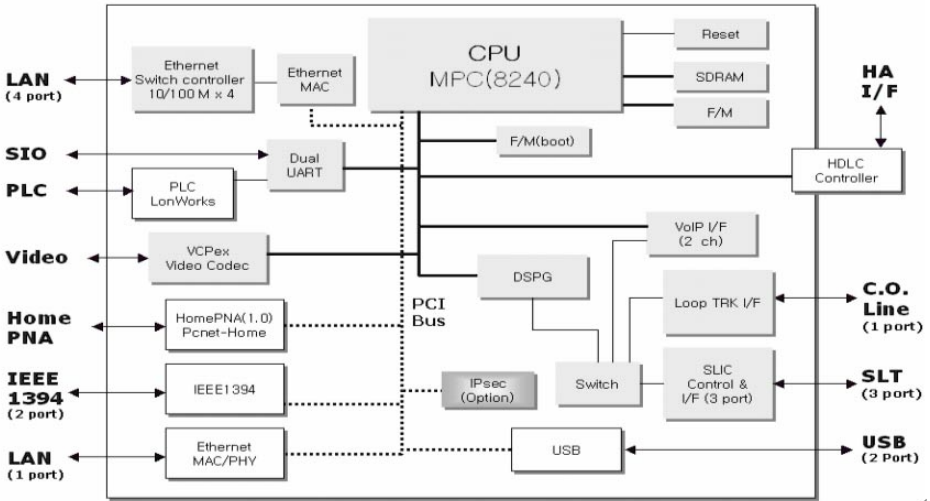 CPU
MPC(8240)
Reset
SDRAM
F/M
F/M(boot)
LAN
(4 port)
Ethernet
Switch controller
10/100 M x 4
Ethernet
MAC
HA
I/F
SIO
Dual
UART
HDLC
Controller
PLC
PLC
LonWorks
VoIP I/F
(2 ch)
Video
VCPex
Video Codec
DSPG
PCI
Bus
Loop TRK I/F
C.O.
Line
(1 port)
Home
PNA
HomePNA(1.0)
Pcnet-Home
IEEE
1394
(2 port)
IEEE1394
IPsec
(Option)
Switch
SLIC
Control &
I/F (3 port)
SLT
(3 port)
LAN
(1 port)
Ethernet
MAC/PHY
USB
USB
(2 Port)